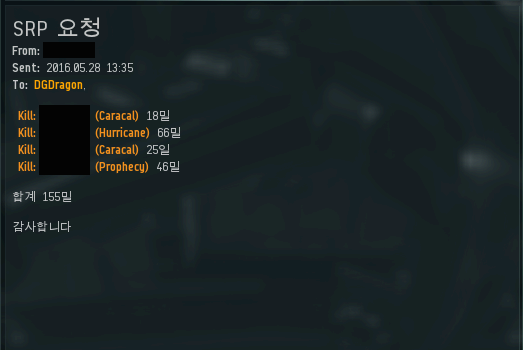 SRP 요청
From:
Sent: 2016.05.28 13:35
To: DGDragon,
Kill: (Caracal) 18밀
Kill: (Hurricane) 66밀
Kill: (Caracal) 25일
Kill: (Prophecy) 46밀
합계 155밀
감사합니다